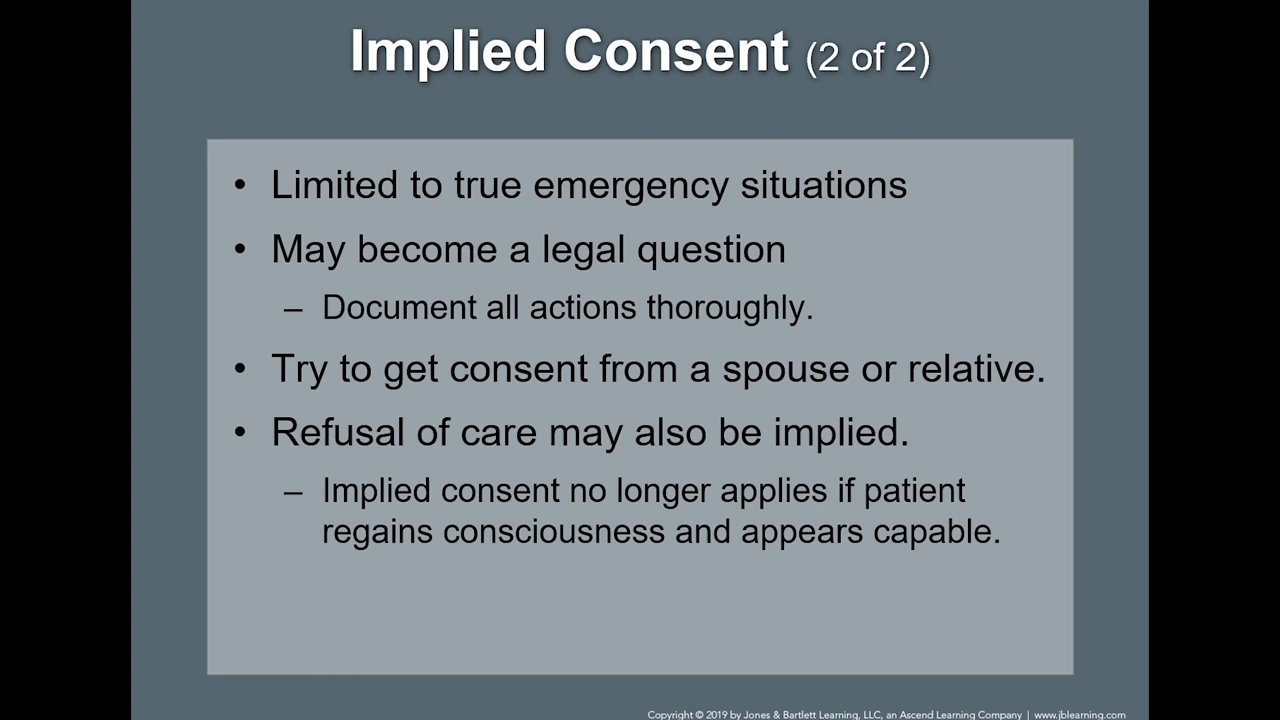 Implied Consent (2 of 2)
• Limited to true emergency situations
• May become a legal question
– Document all actions thoroughly.
• Try to get consent from a spouse or relative.
• Refusal of care may also be implied.
– Implied consent no longer applies if patient
regains consciousness and appears capable.
Copyright © 2019 by Jones & Bartlett Learning, LLC, an Ascend Learning Company | www.jblearning.com